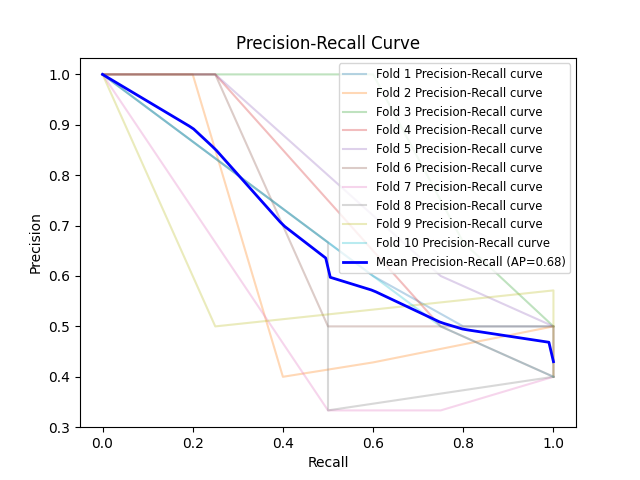 Precision-Recall Curve
1.0
0.9
0.8
0.7
0.6
0.5
0.4
0.3
Precision
Fold 1 Precision-Recall curve
Fold 2 Precision-Recall curve
Fold 3 Precision-Recall curve
Fold 4 Precision-Recall curve
Fold 5 Precision-Recall curve
Fold 6 Precision-Recall curve
Fold 7 Precision-Recall curve
Fold 8 Precision-Recall curve
Fold 9 Precision-Recall curve
Fold 10 Precision-Recall curve
Mean Precision-Recall (AP=0.68)
0.0 0.2 0.4 0.6 0.8 1.0
Recall